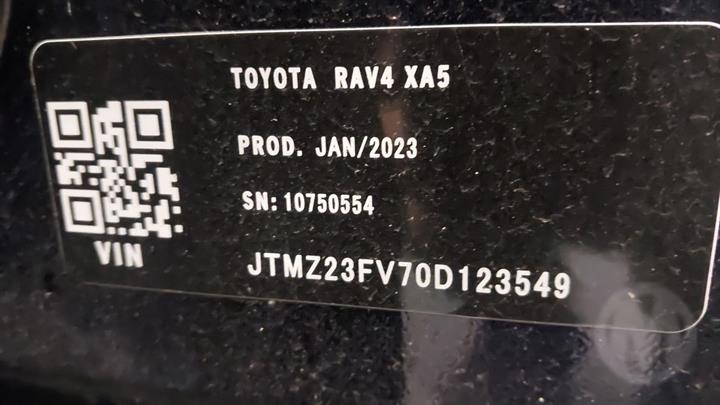 TOYOTA RAV4 XA5
PROD. JAN/2023
SN: 10750554
VIN
JTMZ23FV70D123549
M